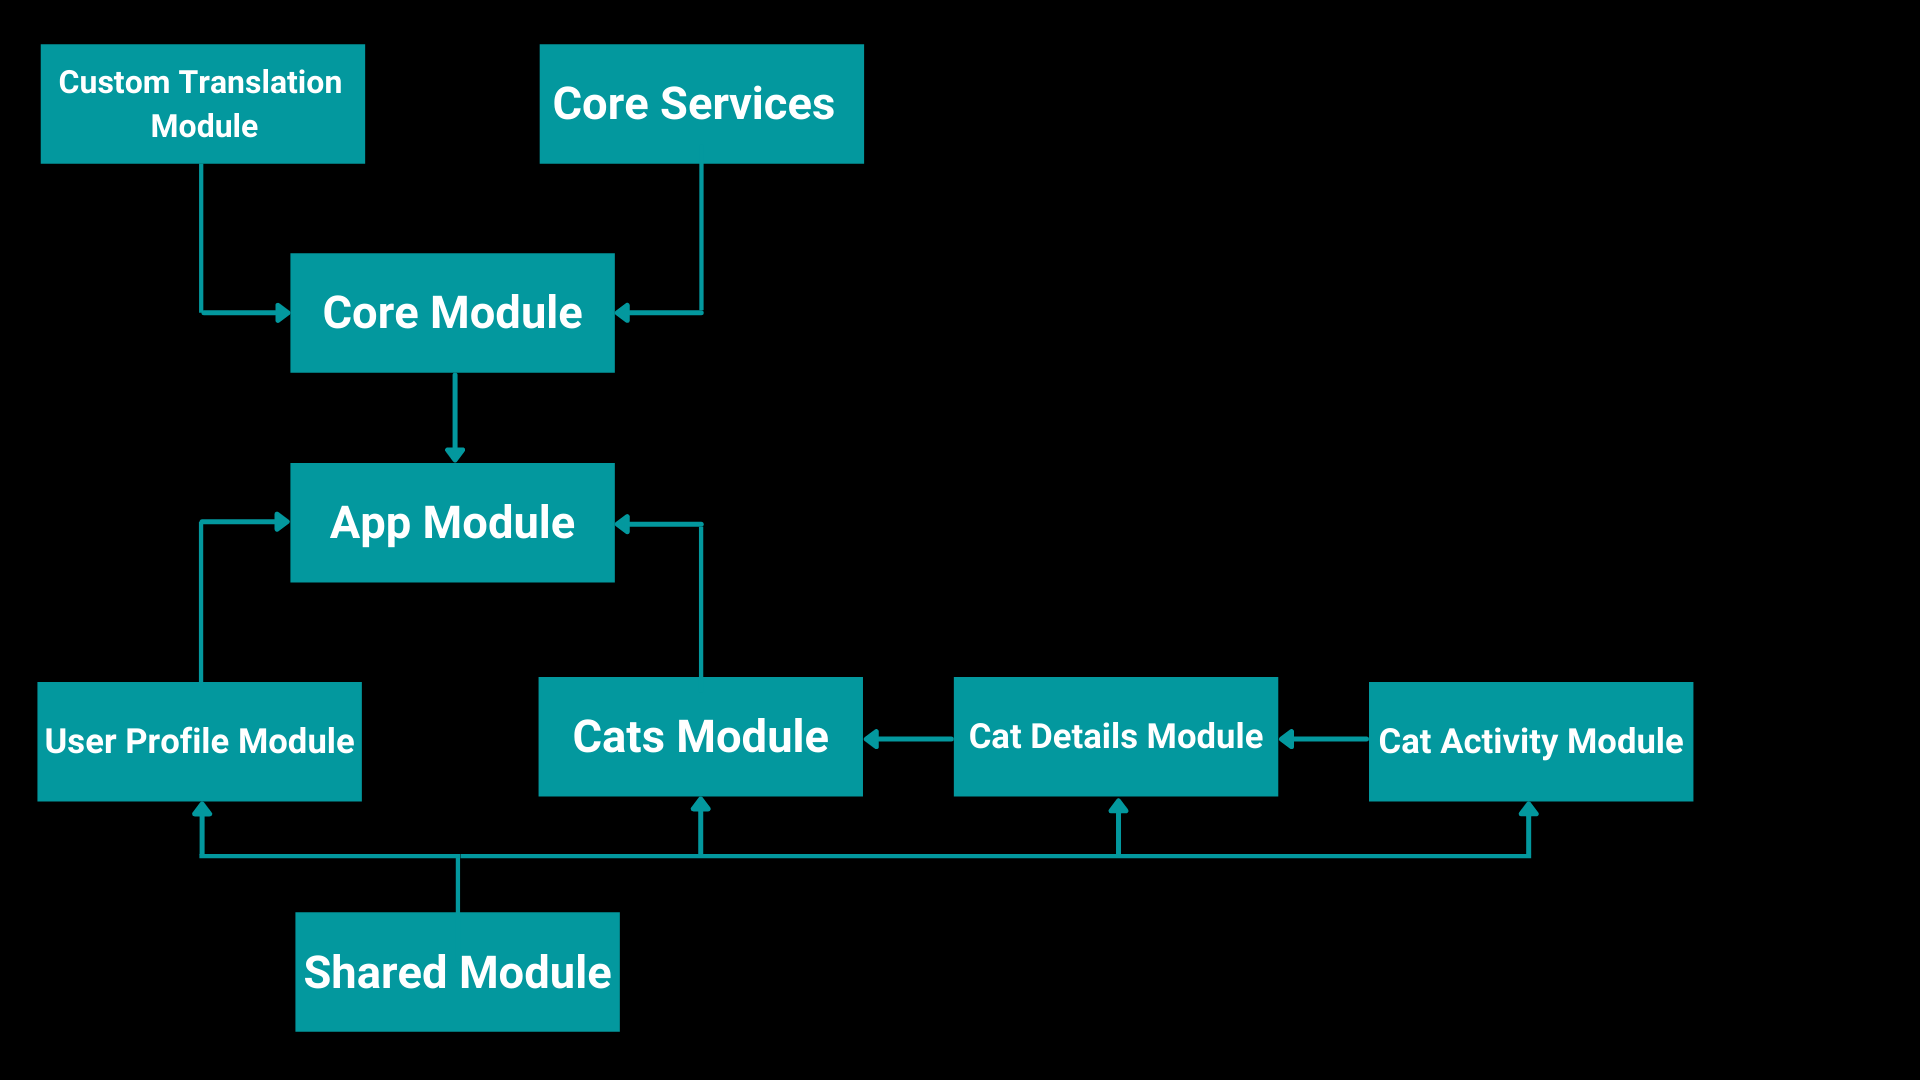 Custom Translation
Module
Core Services
Core Module
App Module
User Profile Module
Cats Module
Cat Details Module
Cat Activity Module
Shared Module